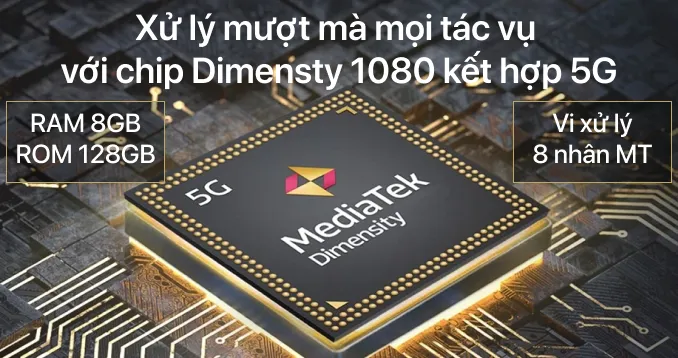 Xử lý mượt mà mọi tác vụ
với chip Dimensty 1080 kết hợp 5G
RAM 8GB
ROM 128GB
Vi xử lý
8 nhân MT
5G
MediaTek
Dimensity